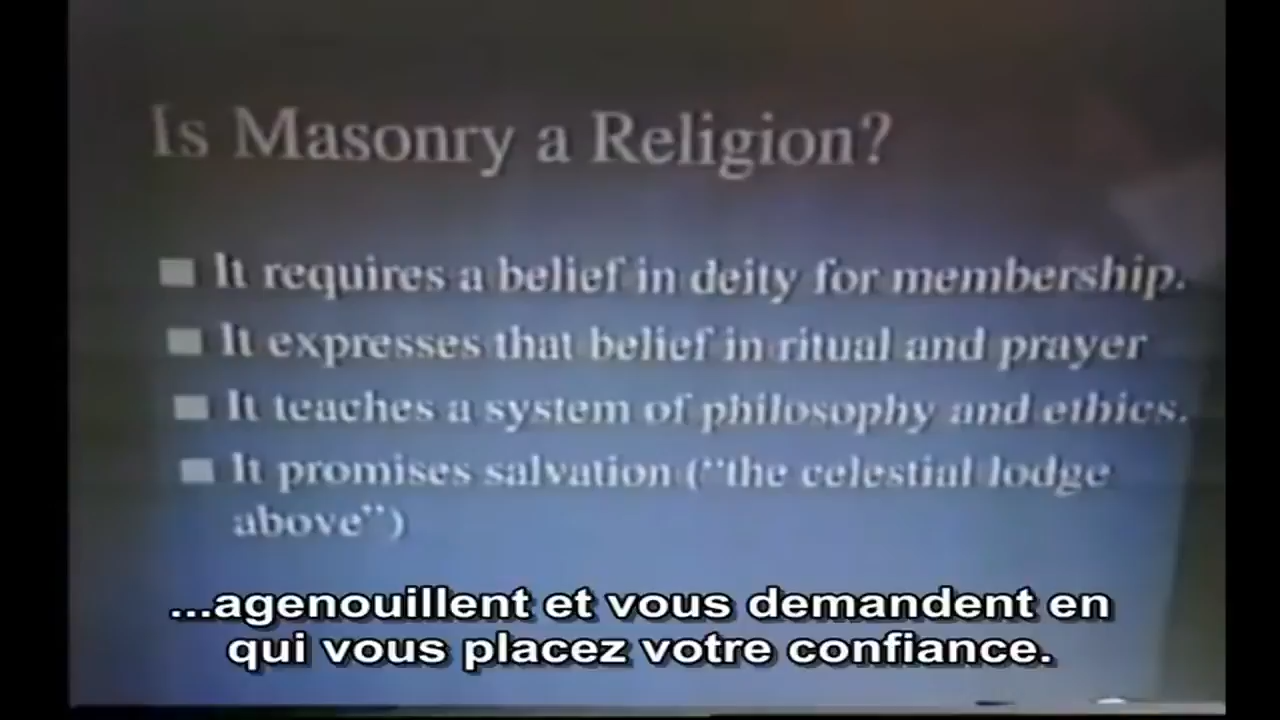 Is Masonry a Religion?
It requires a belief in deity for membership.
It expresses that belief in ritual and prayer
It teaches a system of philosophy and ethics.
It promises salvation ("the celestial lodge
above")
...agenouillent et vous demandent en
qui vous placez votre confiance.